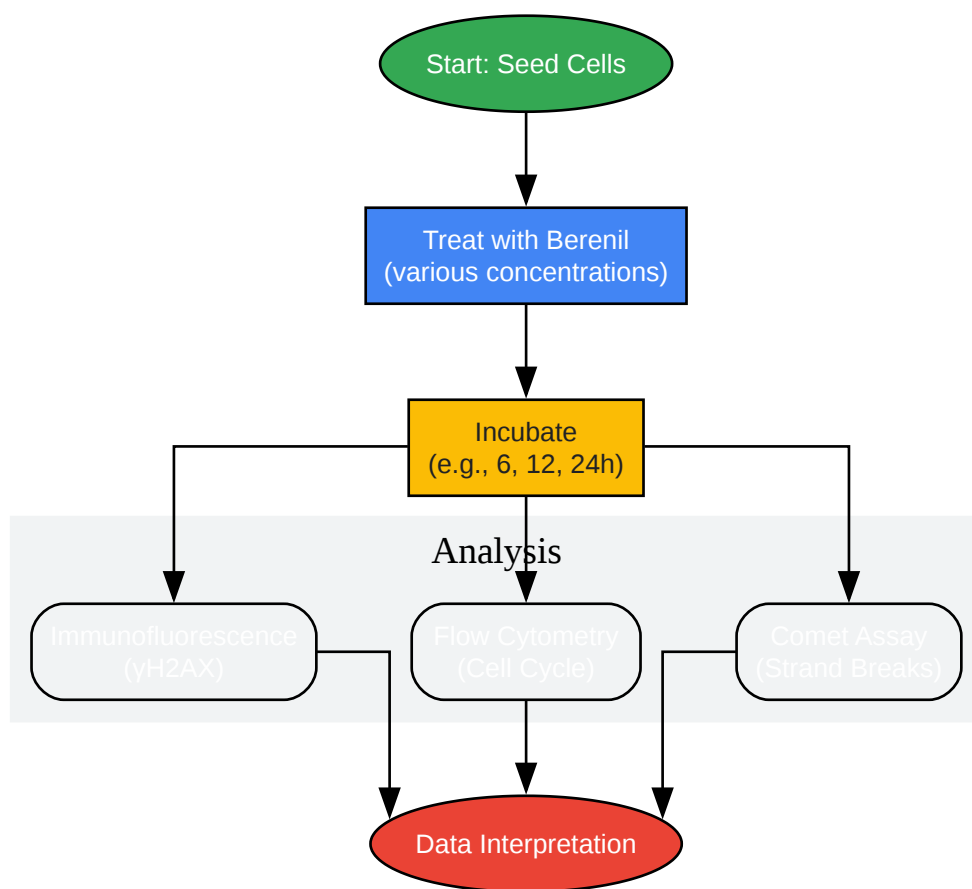 Start: Seed Cells
Treat with Berenil
(various concentrations)
Incubate
(e.g., 6, 12, 24h)
Analysis
Immunofluorescence
(γH2AX)
Flow Cytometry
(Cell Cycle)
Comet Assay
(Strand Breaks)
Data Interpretation